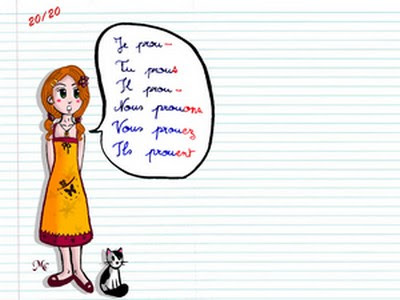 20/20
Je prou-
Tu prous
Il prou-
Nous prouons
Vous prouez
Ils prouent